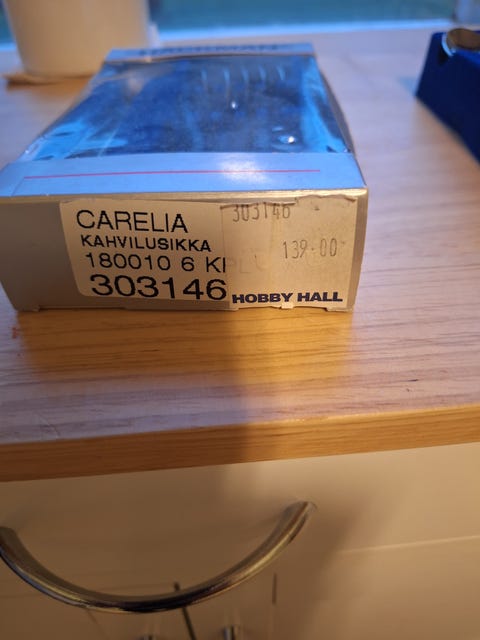 CARELIA
KAHVILUSIKKA
180010 6 KPL
303146
303146
139-00
HOBBY HALL